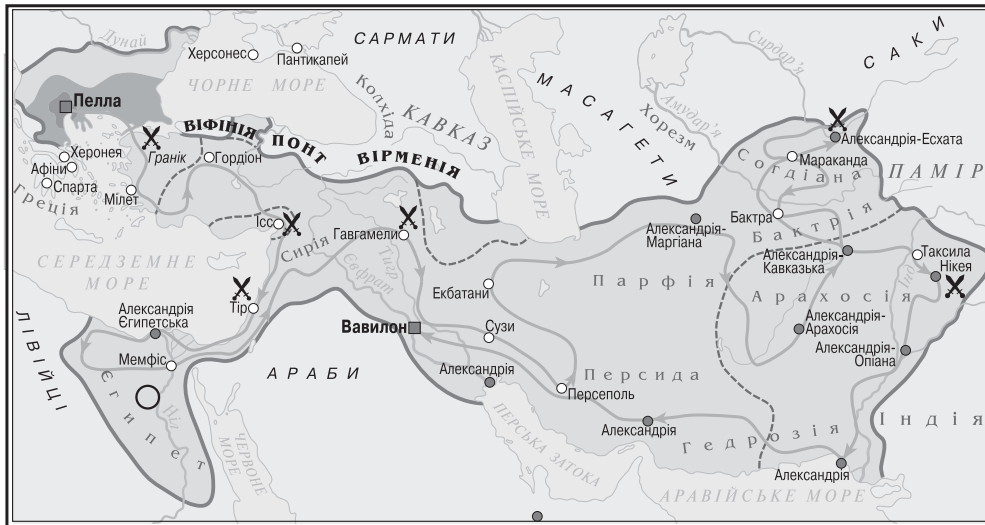 Дунай
Херсонес
Пантикапей
САРМАТИ
ЧОРНЕ МОРЕ
Колхіда
КАВКАЗ
КАСПІЙСЬКЕ МОРЕ
МАСАГЕТИ
Хорезм
Амудар'я
Сирдар'я
САКИ
Пелла
Гранік
ВІФІНІЯ
Гордіон
ПОНТ
ВІРМЕНІЯ
Херонея
Афіни
Спарта
Греція
Мілет
Ісс
Сирія
Гавгамели
Тигр
Євфрат
СЕРЕДЗЕМНЕ
МОРЕ
Тір
Александрія
Єгипетська
Мемфіс
ЛІВІЙЦІ
Єгипет
Ніл
ЧЕРВОНЕ
МОРЕ
АРАБИ
Вавилон
Екбатани
Сузи
Александрія
Персеполь
Персида
ПЕРСЬКА ЗАТОКА
Парфія
Александрія-
Маргіана
Согдіана
Александрія-Есхата
Мараканда
ПАМІР
Бактра
Бактрія
Александрія-
Кавказька
Таксила
Нікея
Інд
Арахосія
Александрія-
Арахосія
Александрія-
Опіана
Індія
Гедрозія
Александрія
Александрія
АРАВІЙСЬКЕ МОРЕ